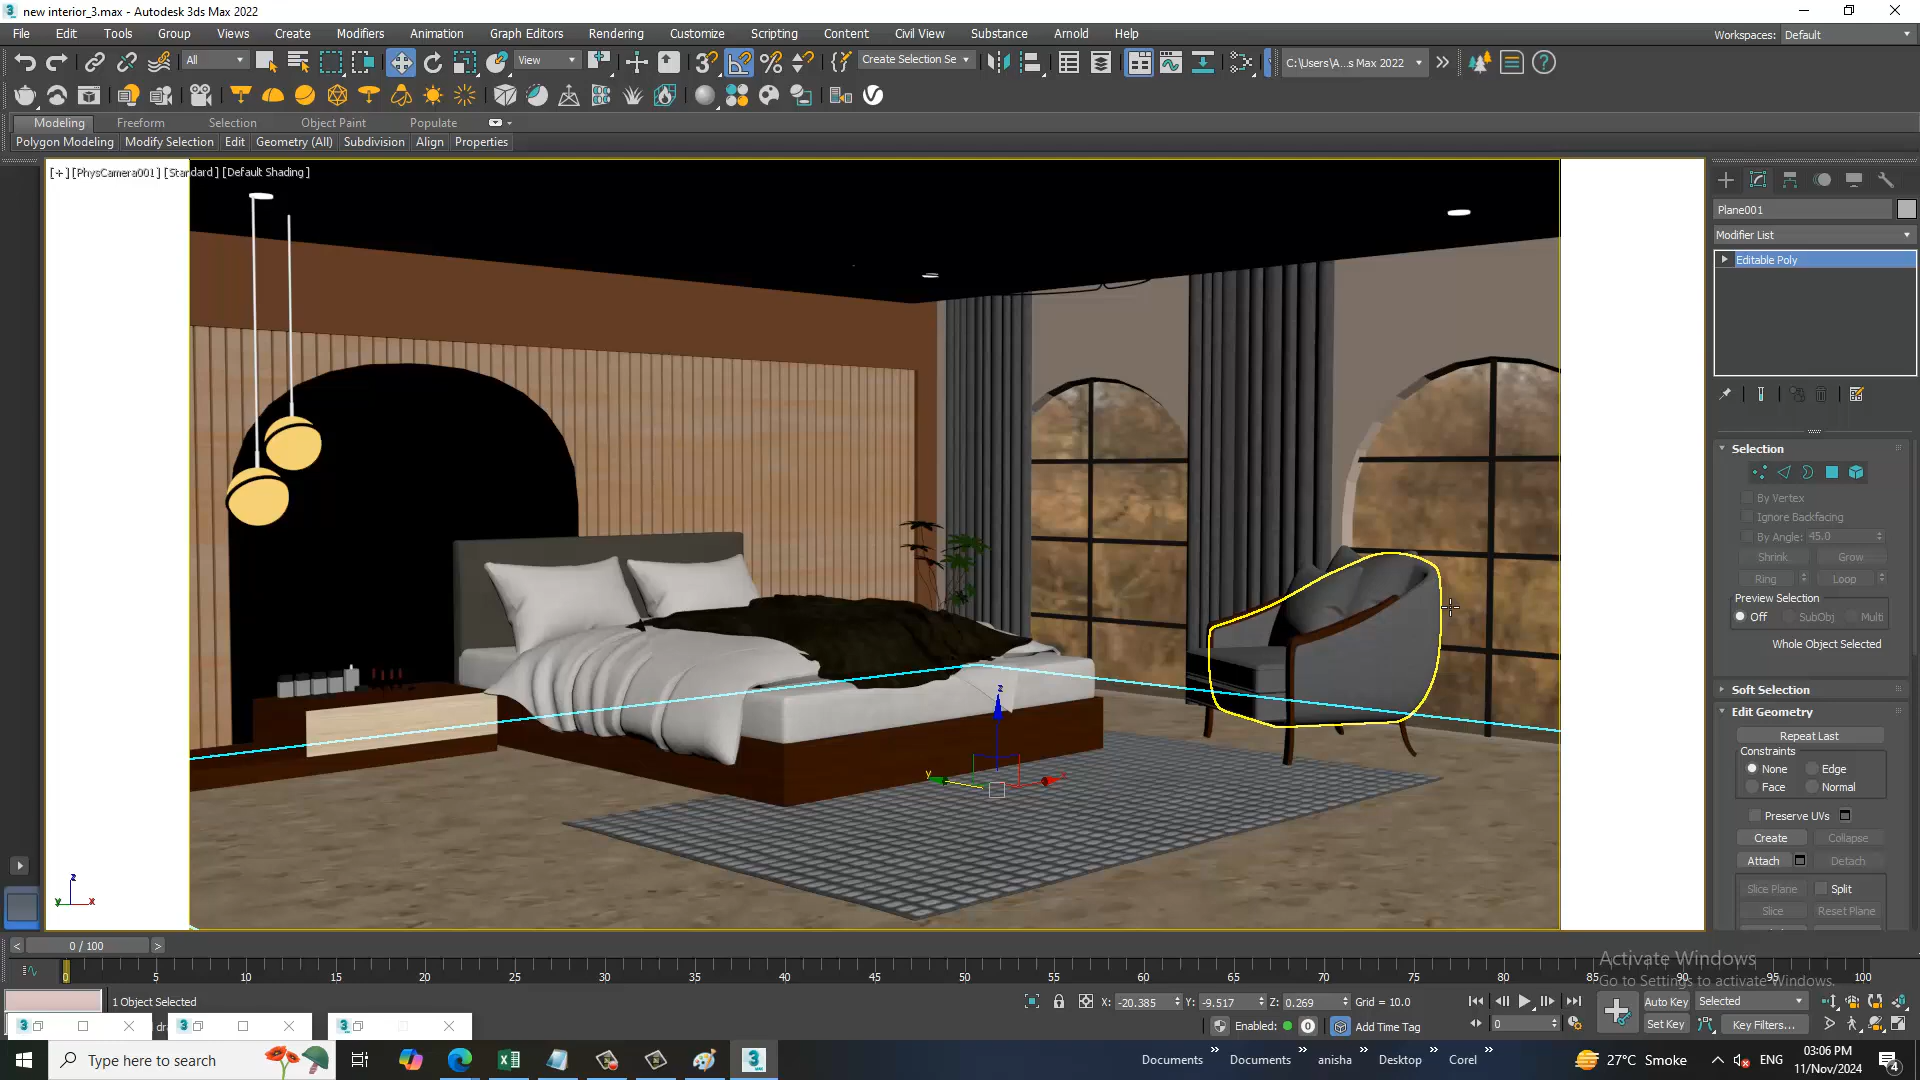 new interior_3.max - Autodesk 3ds Max 2022
File Edit Tools Group Views Create Modifiers Animation Graph Editors Rendering Customize Scripting Content Civil View Substance Arnold Help
Workspaces: Default
All View Create Selection Se C:\Users\A...s Max 2022
Modeling Freeform Selection Object Paint Populate
Polygon Modeling Modify Selection Edit Geometry (All) Subdivision Align Properties
[+] [PhysCamera001] [Standard] [Default Shading]
Plane001
Modifier List
Editable Poly
Selection
By Vertex
Ignore Backfacing
By Angle: 45.0
Shrink Grow
Ring Loop
Preview Selection
Off SubObj Multi
Whole Object Selected
Soft Selection
Edit Geometry
Repeat Last
Constraints
None Edge
Face Normal
Preserve UVs
Create Collapse
Attach Detach
Slice Plane Split
Slice Reset Plane
z
y
x
z
y x
0 / 100
0 5 10 15 20 25 30 35 40 45 50 55 60 65 70 75 80 85 90 95 100
Activate Windows
Go to Settings to activate Windows.
1 Object Selected
X: -20.385 Y: -9.517 Z: 0.269 Grid = 10.0
Auto Key Selected
Enabled: 0 Add Time Tag
0
Set Key Key Filters...
Type here to search
Documents Documents anisha Desktop Corel
27°C Smoke
ENG
03:06 PM
11/Nov/2024
4